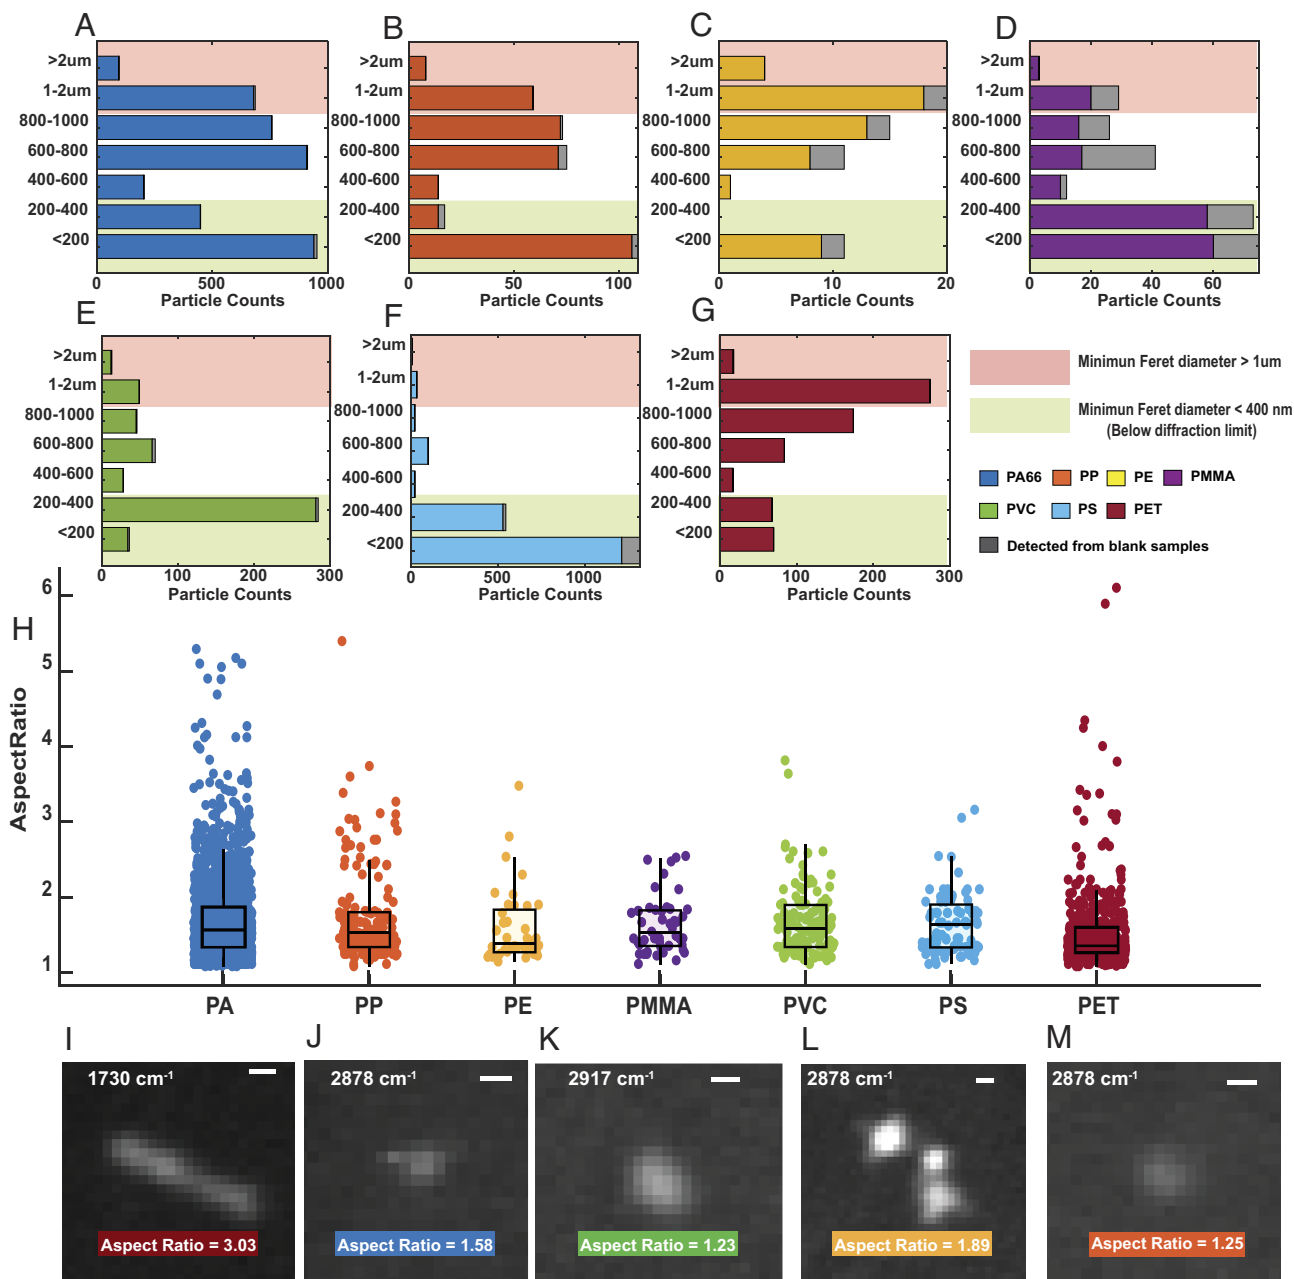 A
>2um
1-2um
800-1000
600-800
400-600
200-400
<200
0 500 1000
Particle Counts
B
>2um
1-2um
800-1000
600-800
400-600
200-400
<200
0 50 100
Particle Counts
C
>2um
1-2um
800-1000
600-800
400-600
200-400
<200
0 10 20
Particle Counts
D
>2um
1-2um
800-1000
600-800
400-600
200-400
<200
0 20 40 60
Particle Counts
E
>2um
1-2um
800-1000
600-800
400-600
200-400
<200
0 100 200 300
Particle Counts
F
>2um
1-2um
800-1000
600-800
400-600
200-400
<200
0 500 1000
Particle Counts
G
>2um
1-2um
800-1000
600-800
400-600
200-400
<200
0 100 200 300
Particle Counts
Minimun Feret diameter > 1um
Minimun Feret diameter < 400 nm
(Below diffraction limit)
PA66 PP PE PMMA
PVC PS PET
Detected from blank samples
H
AspectRatio
6
5
4
3
2
1
PA PP PE PMMA PVC PS PET
I
1730 cm-1
Aspect Ratio = 3.03
J
2878 cm-1
Aspect Ratio = 1.58
K
2917 cm-1
Aspect Ratio = 1.23
L
2878 cm-1
Aspect Ratio = 1.89
M
2878 cm-1
Aspect Ratio = 1.25